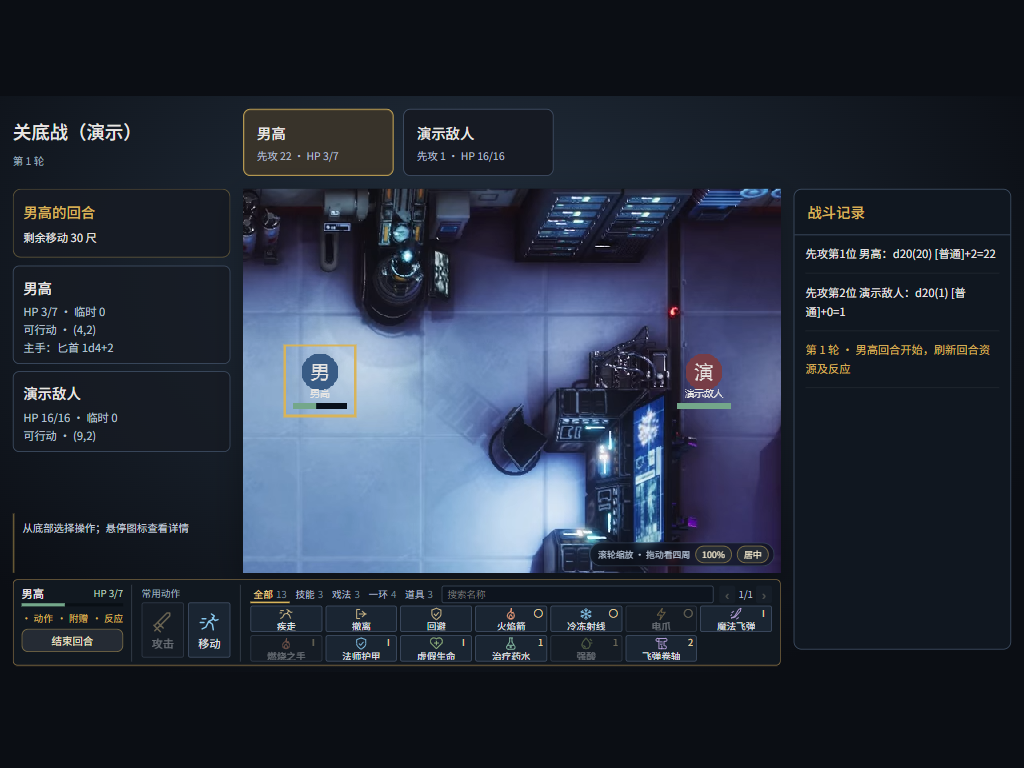 关底战（演示）
第 1 轮
男高
先攻 22 · HP 3/7
演示敌人
先攻 1 · HP 16/16
男高的回合
剩余移动 30 尺
男高
HP 3/7 · 临时 0
可行动 · (4,2)
主手：匕首 1d4+2
演示敌人
HP 16/16 · 临时 0
可行动 · (9,2)
从底部选择操作；悬停图标查看详情
男
男高
演
演示敌人
滚轮缩放 · 拖动看四周
100%
居中
战斗记录
先攻第1位 男高：d20(20) [普通]+2=22
先攻第2位 演示敌人：d20(1) [普
通]+0=1
第 1 轮 · 男高回合开始，刷新回合资
源及反应
男高
HP 3/7
· 动作 · 附赠 · 反应
结束回合
常用动作
攻击
移动
全部 13 技能 3 戏法 3 一环 4 道具 3
搜索名称
‹ 1/1 ›
疾走
撤离
回避
火焰箭
冷冻射线
电爪
魔法飞弹 I
燃烧之手 I
法师护甲 I
虚假生命 I
治疗药水 1
强酸 1
飞弹卷轴 2